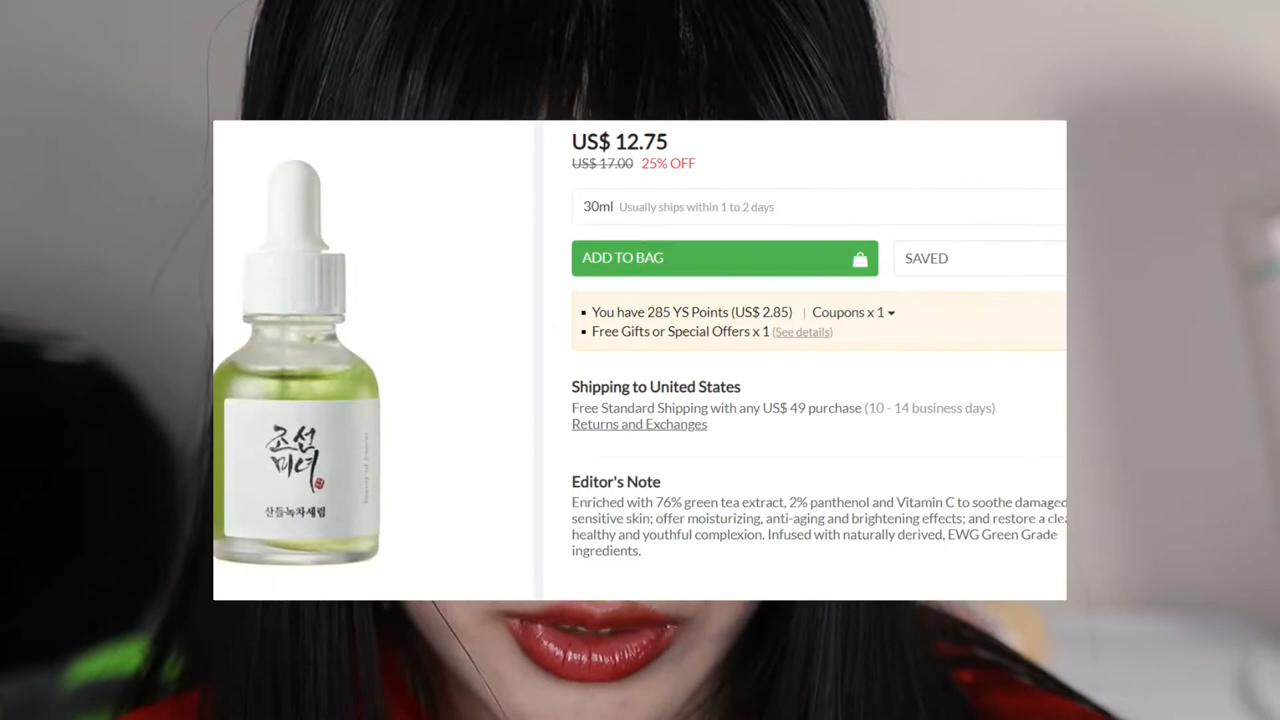 US$ 12.75
US$ 17.00 25% OFF
30ml Usually ships within 1 to 2 days
ADD TO BAG
SAVED
You have 285 YS Points (US$ 2.85) | Coupons x 1
Free Gifts or Special Offers x 1 (See details)
Shipping to United States
Free Standard Shipping with any US$ 49 purchase (10 - 14 business days)
Returns and Exchanges
Editor's Note
Enriched with 76% green tea extract, 2% panthenol and Vitamin C to soothe damaged
sensitive skin; offer moisturizing, anti-aging and brightening effects; and restore a
healthy and youthful complexion. Infused with naturally derived, EWG Green Grade
ingredients.
조선
미녀
산들녹차세럼